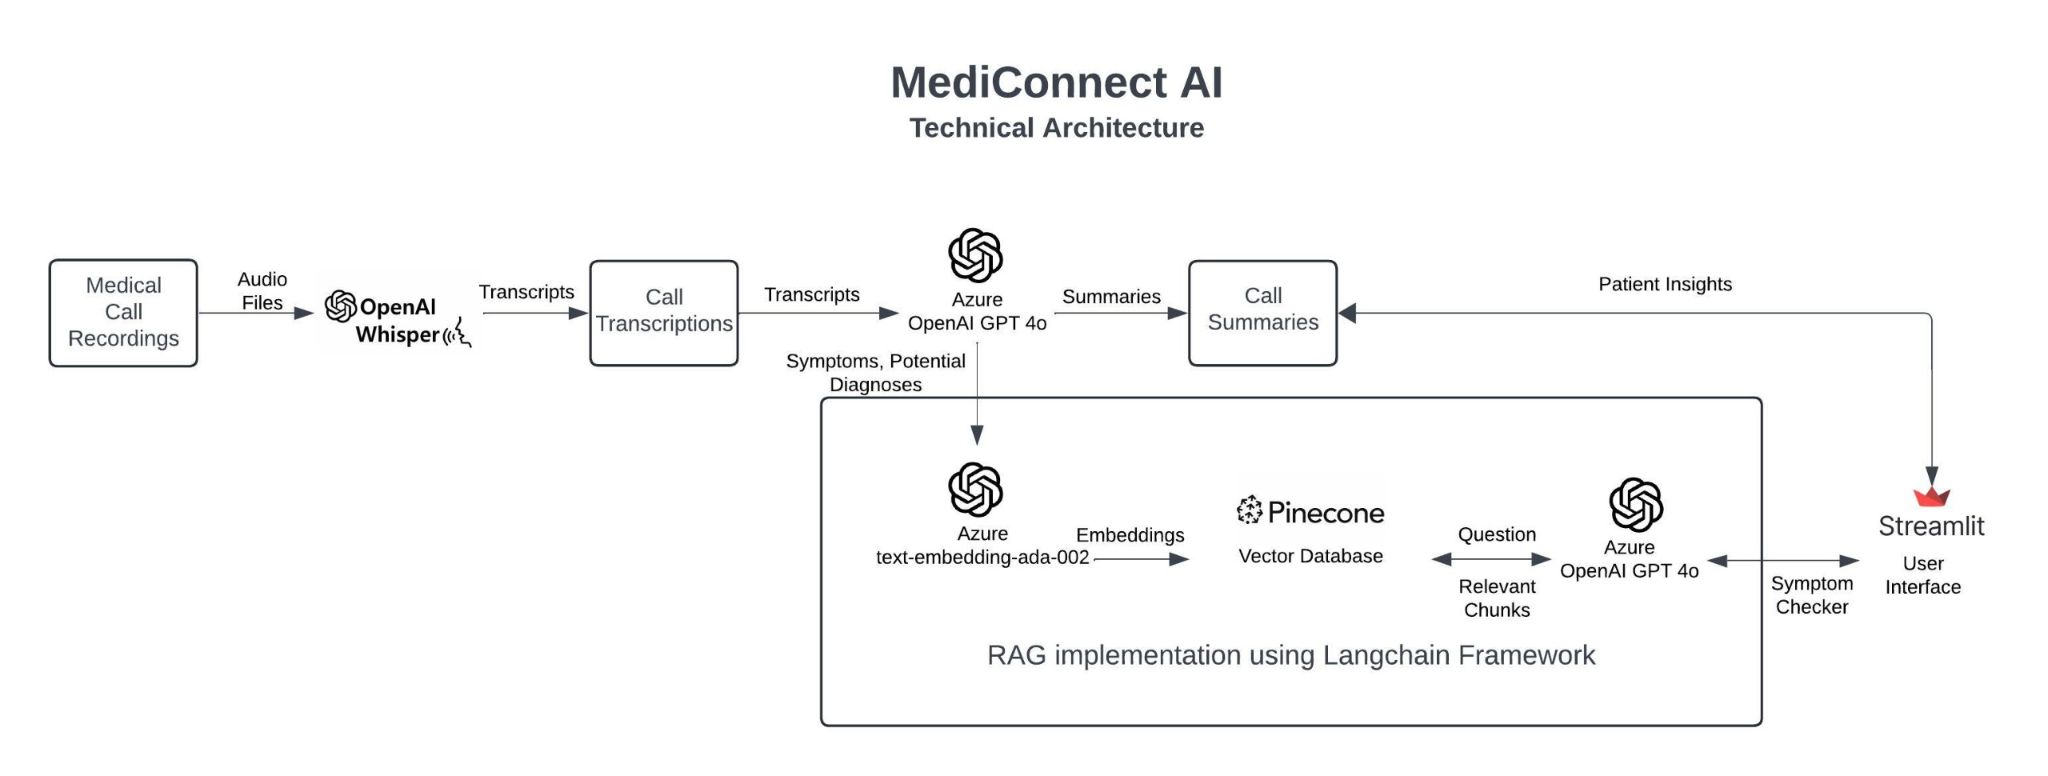 MediConnect AI
Technical Architecture
Medical
Call
Recordings
Audio
Files
OpenAI
Whisper
Transcripts
Call
Transcriptions
Transcripts
Azure
OpenAI GPT 4o
Summaries
Call
Summaries
Patient Insights
Symptoms, Potential
Diagnoses
Azure
text-embedding-ada-002
Embeddings
Pinecone
Vector Database
Question
Relevant
Chunks
Azure
OpenAI GPT 4o
Symptom
Checker
Streamlit
User
Interface
RAG implementation using Langchain Framework